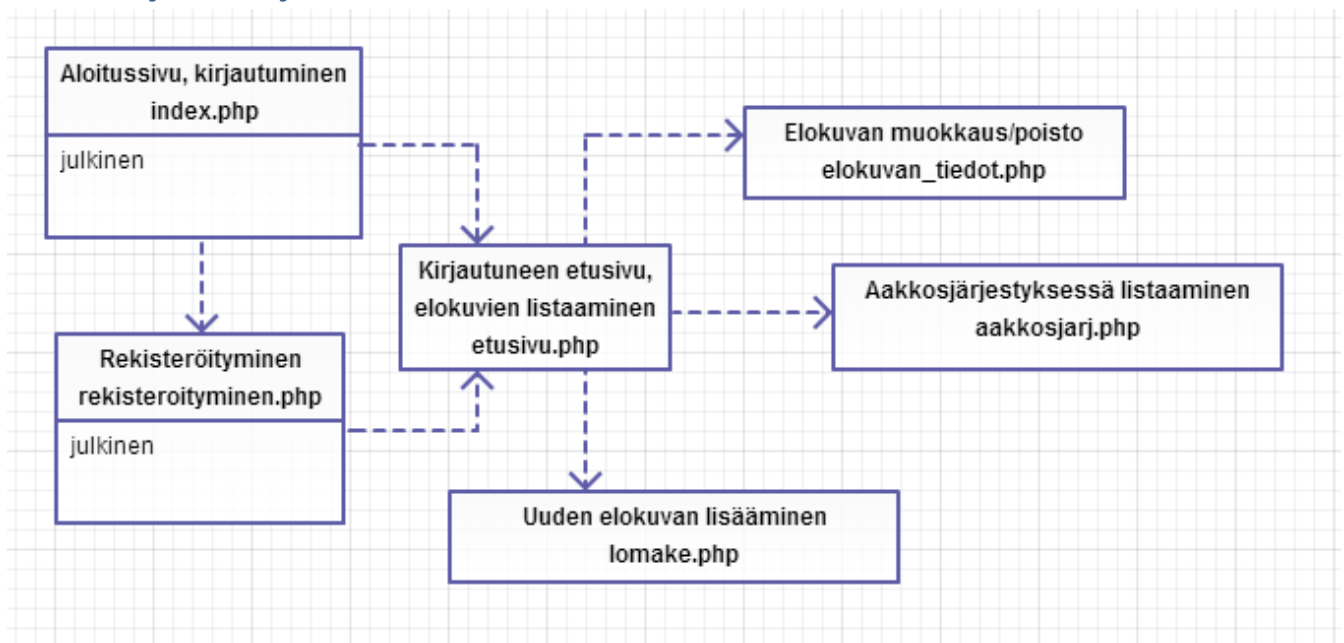 Aloitussivu, kirjautuminen
index.php
julkinen
Elokuvan muokkaus/poisto
elokuvan_tiedot.php
Kirjautuneen etusivu,
elokuvien listaaminen
etusivu.php
Aakkosjärjestyksessä listaaminen
aakkosjarj.php
Rekisteröityminen
rekisteroityminen.php
julkinen
Uuden elokuvan lisääminen
lomake.php